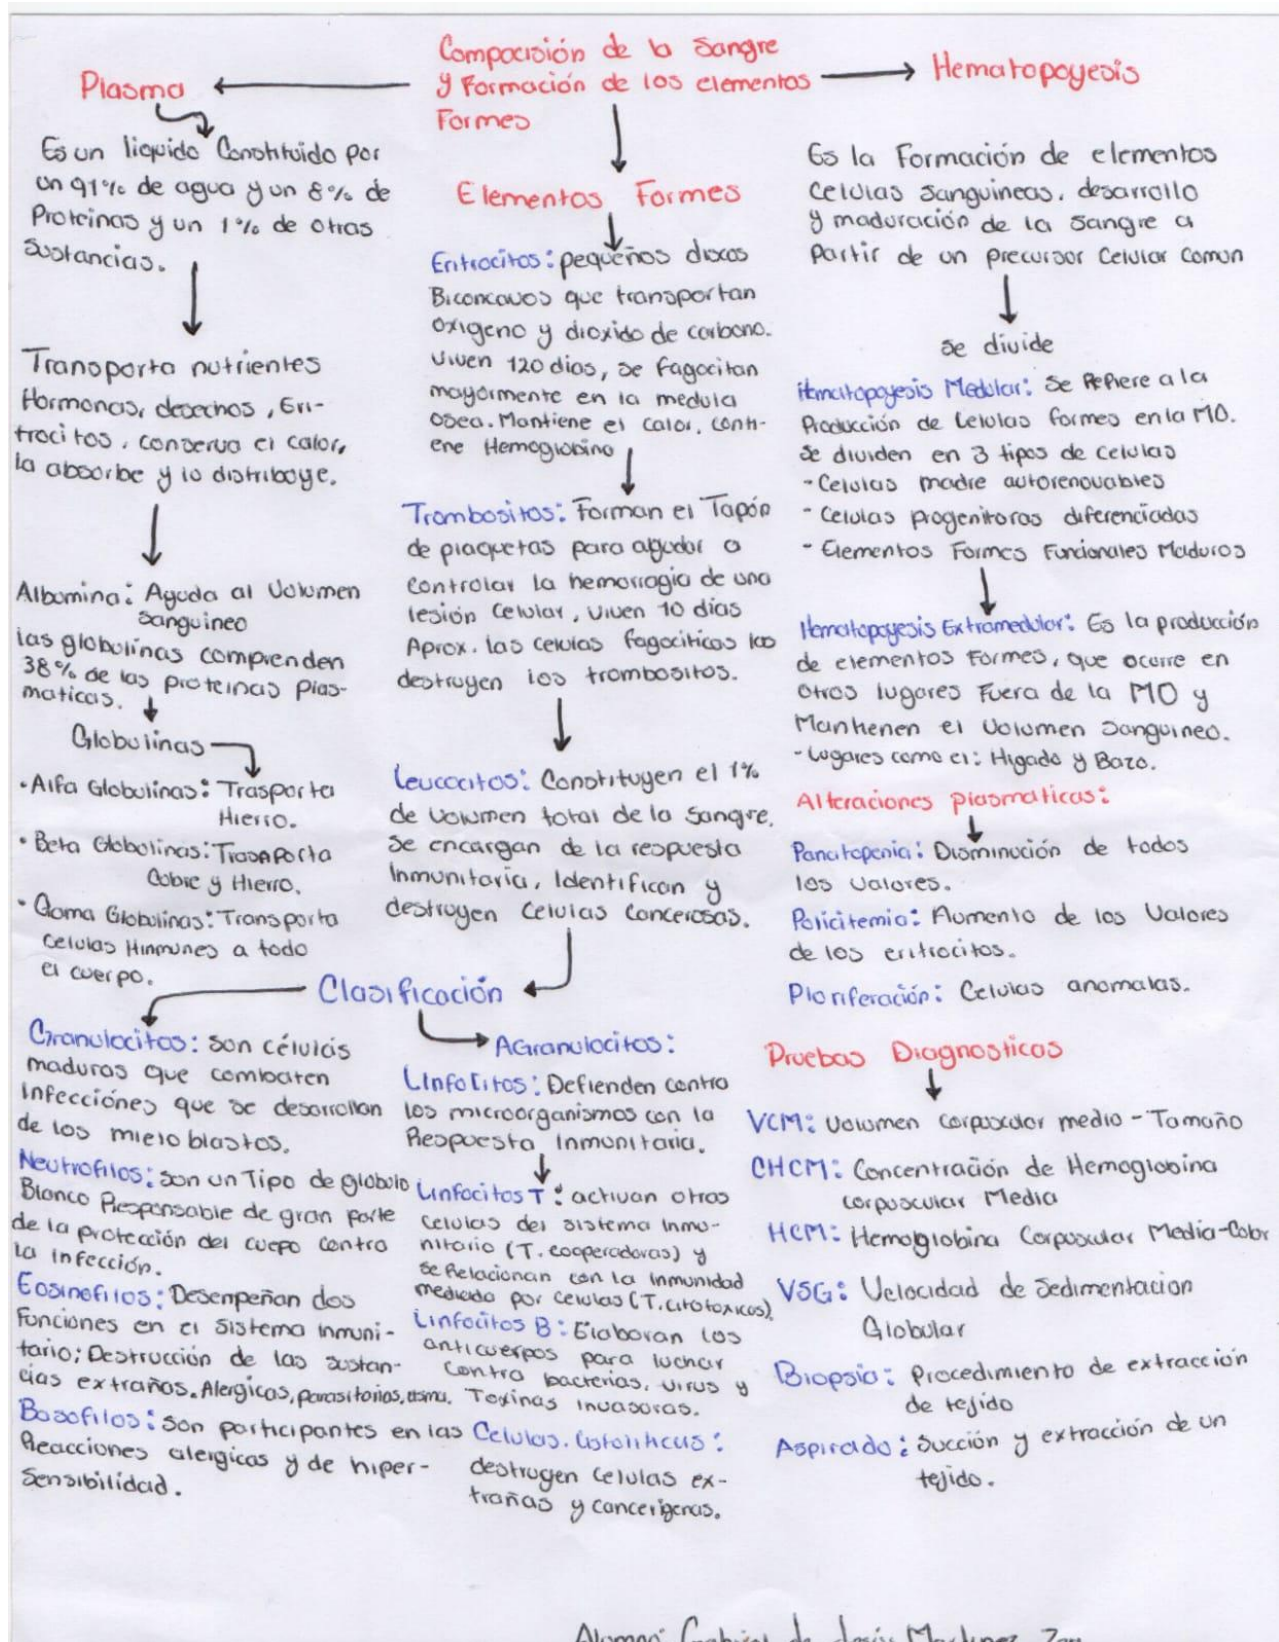 Composición de la Sangre
y Formación de los elementos
Formes
Plasma
Es un liquido Constituido por
un 91% de agua y un 8% de
Proteinas y un 1% de otras
Sustancias.
Transporta nutrientes
Hormonas, desechos, Eri-
trocitos, conserva el calor,
la absorbe y lo distribuye.
Albumina: Ayuda al Volumen
Sanguineo
las globulinas comprenden
38% de las proteinas Plas-
maticas.
Globulinas
• Alfa Globulinas: Trasporta
Hierro.
• Beta Globulinas: Trasporta
Cobre y Hierro.
• Gama Globulinas: Transporta
Celulas Hinmunes a todo
el cuerpo.
Elementos Formes
Eritrocitos: pequeños discos
Biconcavos que transportan
oxigeno y dioxido de carbono.
Viven 120 dias, se fagocitan
mayormente en la medula
Osea. Mantiene el calor, conti-
ene Hemoglobina
Trombositos: Forman el Tapón
de plaquetas para ayudar a
Controlar la hemorragia de una
lesión Celular, Viven 10 días
Aprox. las celulas fagociticas los
destruyen los trombositos.
Leucocitos: Constituyen el 1%
de Volumen total de la Sangre.
Se encargan de la respuesta
Inmunitaria, Identifican y
destruyen Celulas Cancerosas.
Clasificación
Granulocitos: Son células
maduras que combaten
Infecciónes que se desarrollan
de los mieloblastos.
Neutrofilos: Son un Tipo de globulo
Blanco Responsable de gran parte
de la protección del cuepo contra
la Infección.
Eosinofilos: Desenpeñan dos
Funciones en el Sistema inmuni-
tario; Destrucción de las sustan-
cias extrañas. Alergicas, parasitarias, asma.
Basofilos: Son participantes en las
Reacciones alergicas y de hiper-
Sensibilidad.
AGranulocitos:
Linfocitos: Defienden contra
los microorganismos con la
Respuesta Inmunitaria.
Linfocitos T: activan otras
Celulas del sistema Inmu-
nitario (T. cooperadoras) y
se Relacionan con la Inmunidad
mediada por celulas (T. citotoxicos)
Linfocitos B: Elaboran los
anticuerpos para luchar
Contra bacterias, virus y
Toxinas invasoras.
Celulas.
destruyen Celulas ex-
trañas y cancerigenas.
Hematopoyesis
Es la Formación de elementos
Celulas Sanguineas, desarrollo
y maduración de la Sangre a
Partir de un precursor Celular Comun
Se divide
Hematopoyesis Medular: Se Refiere a la
Producción de Celulas formes en la MO.
Se dividen en 3 tipos de celulas
- Celulas madre autorenovables
- Celulas progenitoras diferenciadas
- Elementos Formes Funcionales Maduros
Hematopoyesis Extramedular: Es la producción
de elementos Formes, que ocurre en
Otros lugares Fuera de la MO y
Mantienen el Volumen Sanguineo.
- Lugares como el: Higado y Bazo.
Alteraciones plasmaticas:
Pancitopenia: Disminución de todos
los Valores.
Policitemia: Aumento de los Valores
de los eritrocitos.
Ploriferación: Celulas anomalas.
Pruebas Diagnosticas
VCM: Volumen Corpuscular medio - Tamaño
CHCM: Concentración de Hemoglobina
Corpuscular Media
HCM: Hemoglobina Corpuscular Media-Color
VSG: Velocidad de Sedimentacion
Globular
Biopsia: Procedimiento de extracción
de tejido
Aspirado: Succión y extracción de un
tejido.
de Jesús Martinez